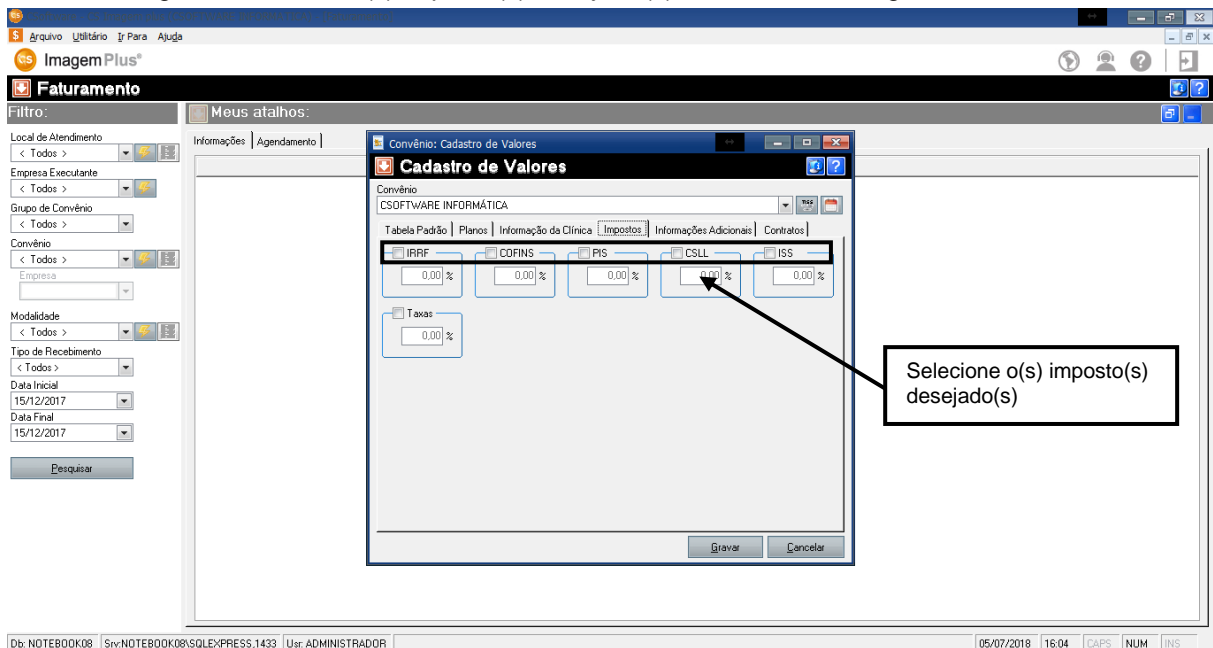 Arquivo Utilitário Ir Para Ajuda
ImagemPlus®
Faturamento
Filtro:
Meus atalhos:
Local de Atendimento
< Todos >
Empresa Executante
< Todos >
Grupo de Convênio
< Todos >
Convênio
< Todos >
Empresa
Modalidade
< Todos >
Tipo de Recebimento
< Todos >
Data Inicial
15/12/2017
Data Final
15/12/2017
Pesquisar
Informações Agendamento
Convênio: Cadastro de Valores
Cadastro de Valores
Convênio
CSOFTWARE INFORMÁTICA
Tabela Padrão Planos Informação da Clínica Impostos Informações Adicionais Contratos
IRRF COFINS PIS CSLL ISS
0,00 % 0,00 % 0,00 % 0,00 % 0,00 %
Taxas
0,00 %
Gravar Cancelar
Selecione o(s) imposto(s)
desejado(s)
Db: NOTEBOOK08 Srv:NOTEBOOK08\SQLEXPRESS,1433 Usr: ADMINISTRADOR 05/07/2018 16:04 CAPS NUM INS